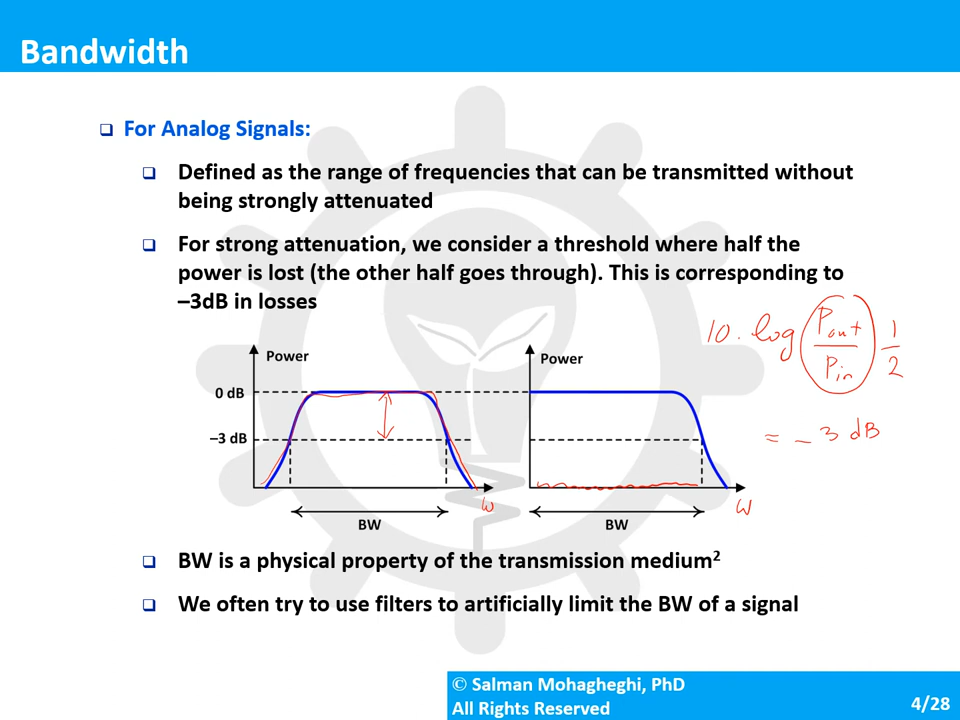 Bandwidth
For Analog Signals:
Defined as the range of frequencies that can be transmitted without
being strongly attenuated
For strong attenuation, we consider a threshold where half the
power is lost (the other half goes through). This is corresponding to
–3dB in losses
10. log (Pout/Pin) 1/2
= – 3 dB
Power
0 dB
–3 dB
W
BW
Power
W
BW
BW is a physical property of the transmission medium²
We often try to use filters to artificially limit the BW of a signal
© Salman Mohagheghi, PhD
All Rights Reserved
4/28